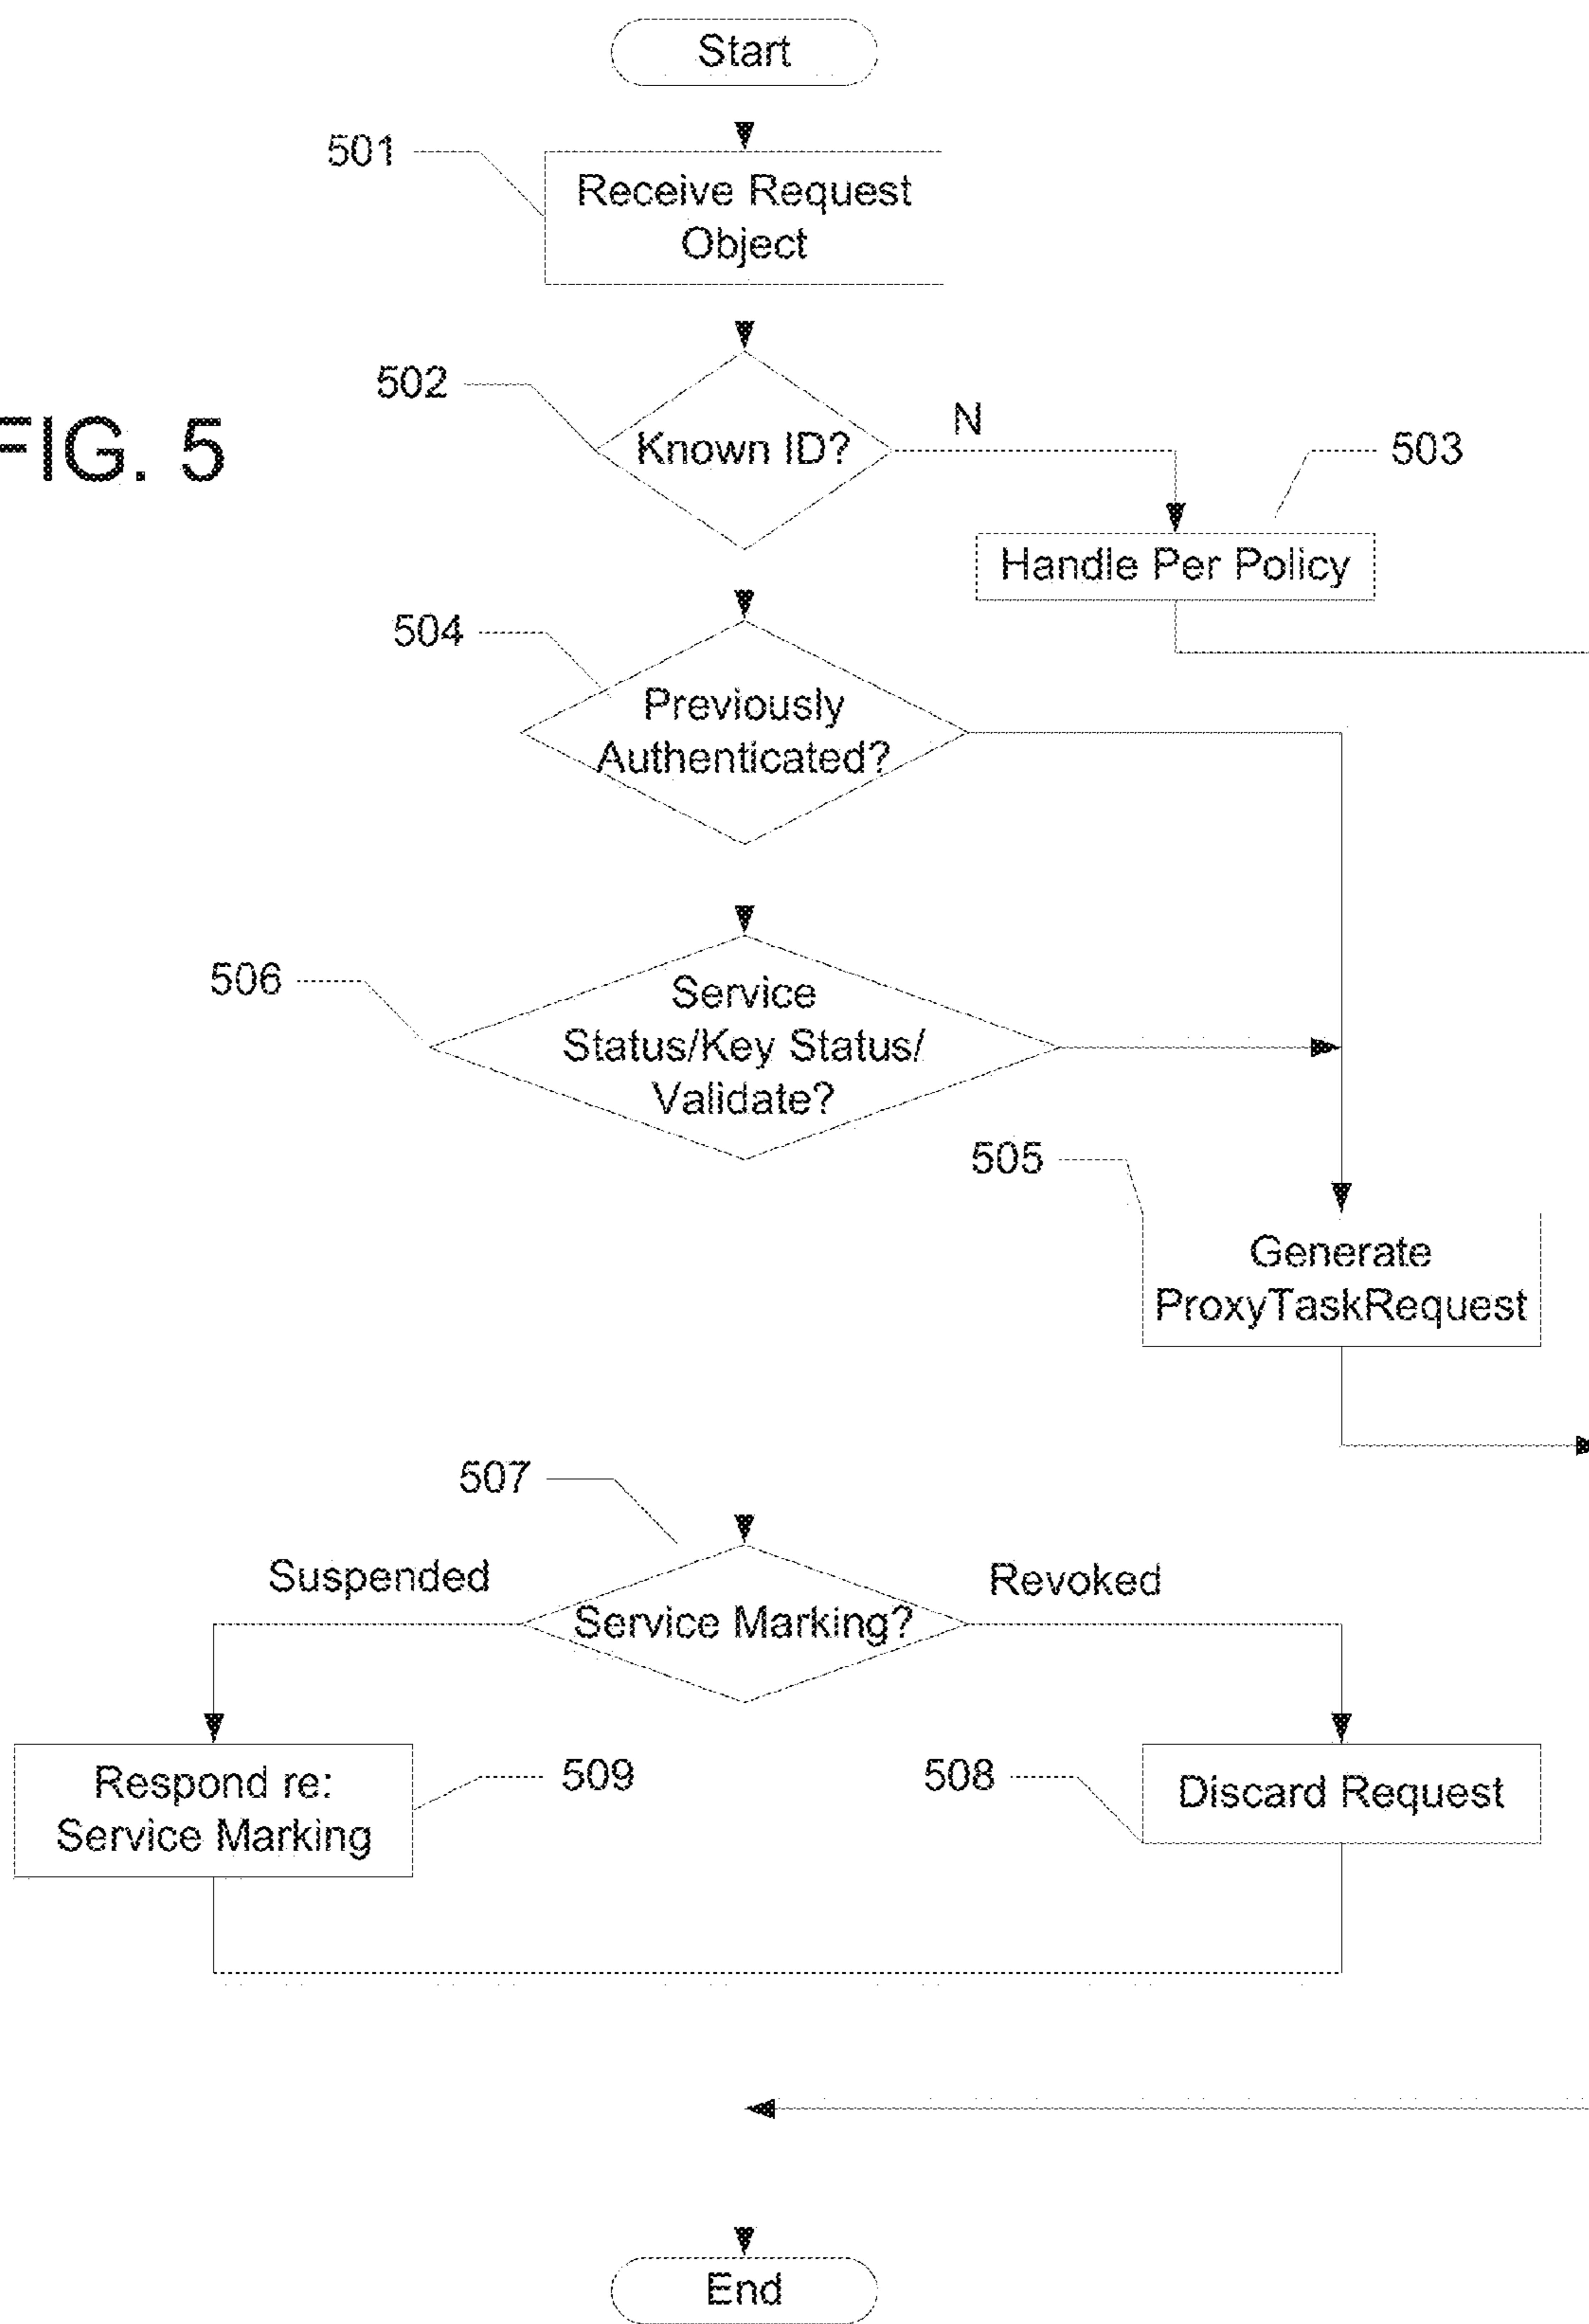 Start
501
Receive Request
Object
502
Known ID?
N
503
FIG. 5
Handle Per Policy
504
Previously
Authenticated?
506
Service
Status/Key Status/
Validate?
505
Generate
ProxyTaskRequest
507
Suspended
Revoked
Service Marking?
Respond re:
Service Marking
509
508
Discard Request
End